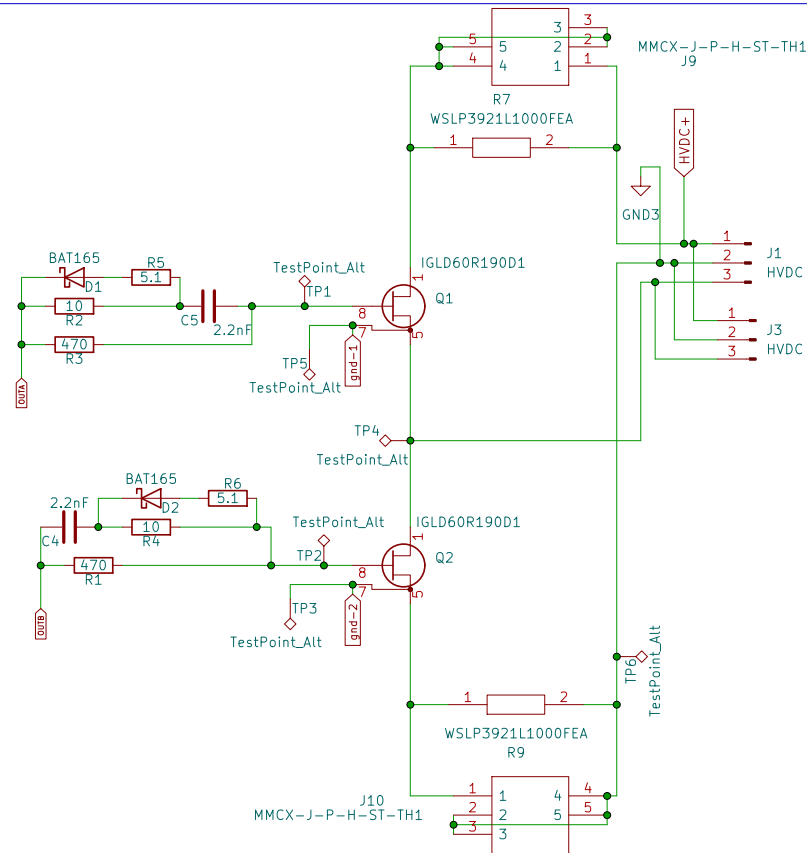 3
2
1
5
4
5
4
3
2
1
MMCX-J-P-H-ST-TH1
J9
R7
WSLP3921L1000FEA
1
2
HVDC+
GND3
1
2
3
J1
HVDC
1
2
3
J3
HVDC
BAT165
D1
R5
5.1
10
R2
C5
2.2nF
470
R3
OUTA
TestPoint_Alt
TP1
IGLD60R190D1
Q1
1
8
7
5
gnd-1
TP5
TestPoint_Alt
TP4
TestPoint_Alt
BAT165
D2
R6
5.1
2.2nF
C4
10
R4
470
R1
OUTB
TestPoint_Alt
TP2
IGLD60R190D1
Q2
1
8
7
5
gnd-2
TP3
TestPoint_Alt
TP6
TestPoint_Alt
1
2
WSLP3921L1000FEA
R9
J10
MMCX-J-P-H-ST-TH1
1
2
3
1
2
3
4
5
4
5